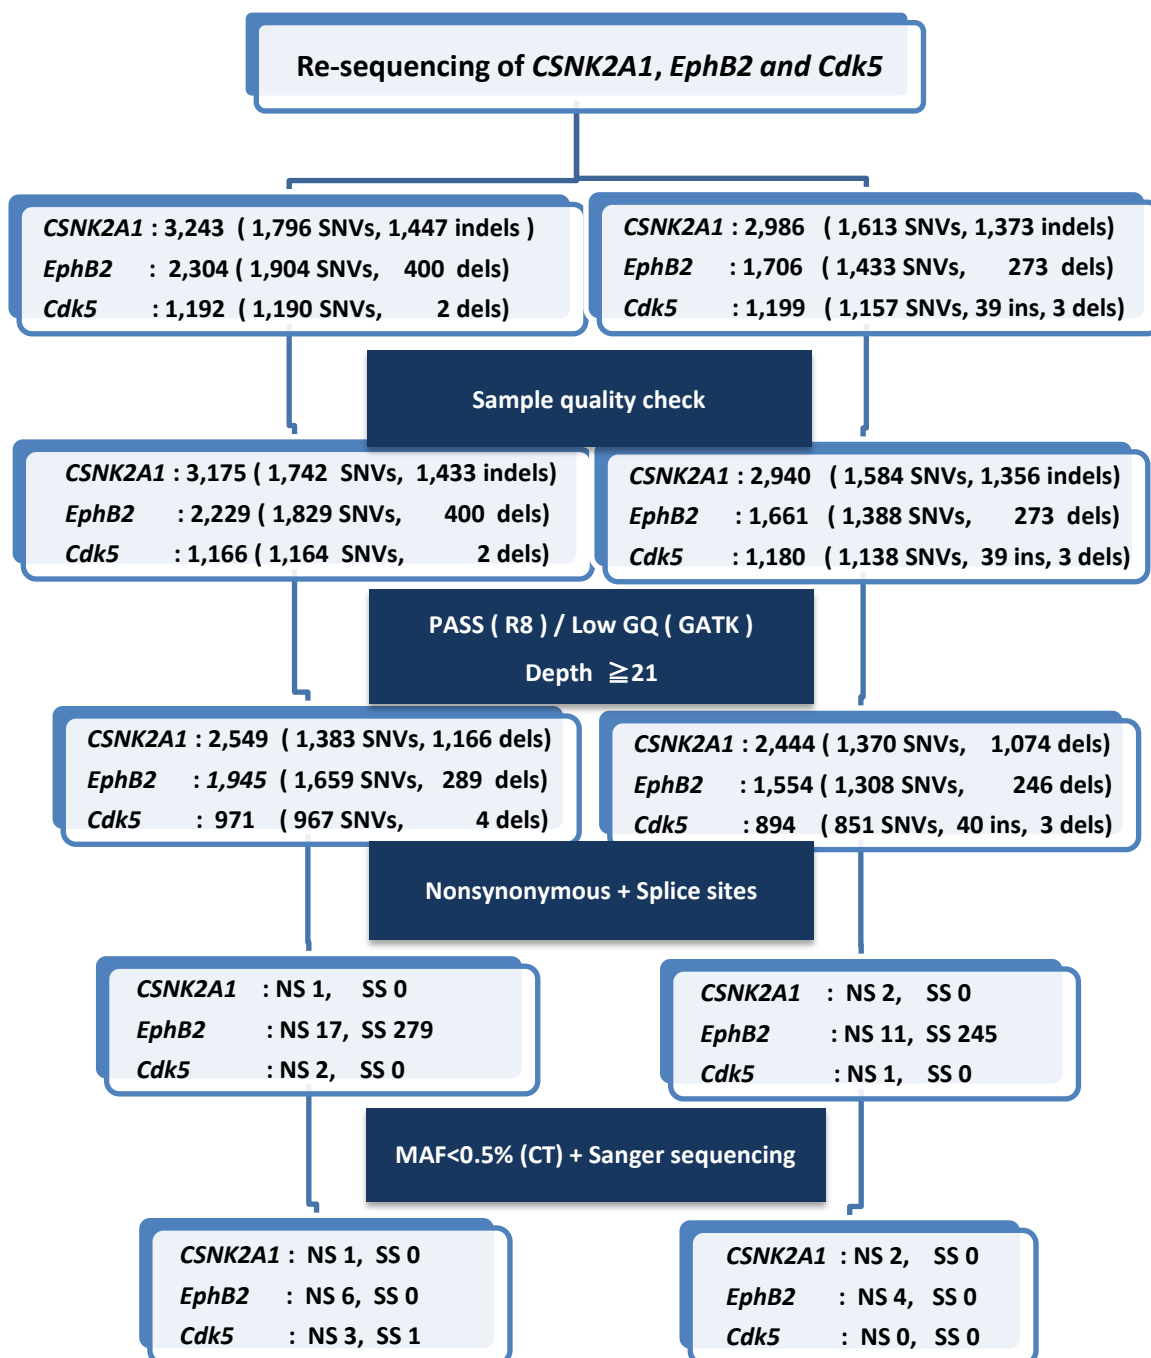 Re-sequencing of CSNK2A1, EphB2 and Cdk5
CSNK2A1 : 3,243 ( 1,796 SNVs, 1,447 indels )
EphB2 : 2,304 ( 1,904 SNVs, 400 dels)
Cdk5 : 1,192 ( 1,190 SNVs, 2 dels)
CSNK2A1 : 2,986 ( 1,613 SNVs, 1,373 indels)
EphB2 : 1,706 ( 1,433 SNVs, 273 dels)
Cdk5 : 1,199 ( 1,157 SNVs, 39 ins, 3 dels)
Sample quality check
CSNK2A1 : 3,175 ( 1,742 SNVs, 1,433 indels)
EphB2 : 2,229 ( 1,829 SNVs, 400 dels)
Cdk5 : 1,166 ( 1,164 SNVs, 2 dels)
CSNK2A1 : 2,940 ( 1,584 SNVs, 1,356 indels)
EphB2 : 1,661 ( 1,388 SNVs, 273 dels)
Cdk5 : 1,180 ( 1,138 SNVs, 39 ins, 3 dels)
PASS ( R8 ) / Low GQ ( GATK )
Depth ≧21
CSNK2A1 : 2,549 ( 1,383 SNVs, 1,166 dels)
EphB2 : 1,945 ( 1,659 SNVs, 289 dels)
Cdk5 : 971 ( 967 SNVs, 4 dels)
CSNK2A1 : 2,444 ( 1,370 SNVs, 1,074 dels)
EphB2 : 1,554 ( 1,308 SNVs, 246 dels)
Cdk5 : 894 ( 851 SNVs, 40 ins, 3 dels)
Nonsynonymous + Splice sites
CSNK2A1 : NS 1, SS 0
EphB2 : NS 17, SS 279
Cdk5 : NS 2, SS 0
CSNK2A1 : NS 2, SS 0
EphB2 : NS 11, SS 245
Cdk5 : NS 1, SS 0
MAF<0.5% (CT) + Sanger sequencing
CSNK2A1 : NS 1, SS 0
EphB2 : NS 6, SS 0
Cdk5 : NS 3, SS 1
CSNK2A1 : NS 2, SS 0
EphB2 : NS 4, SS 0
Cdk5 : NS 0, SS 0